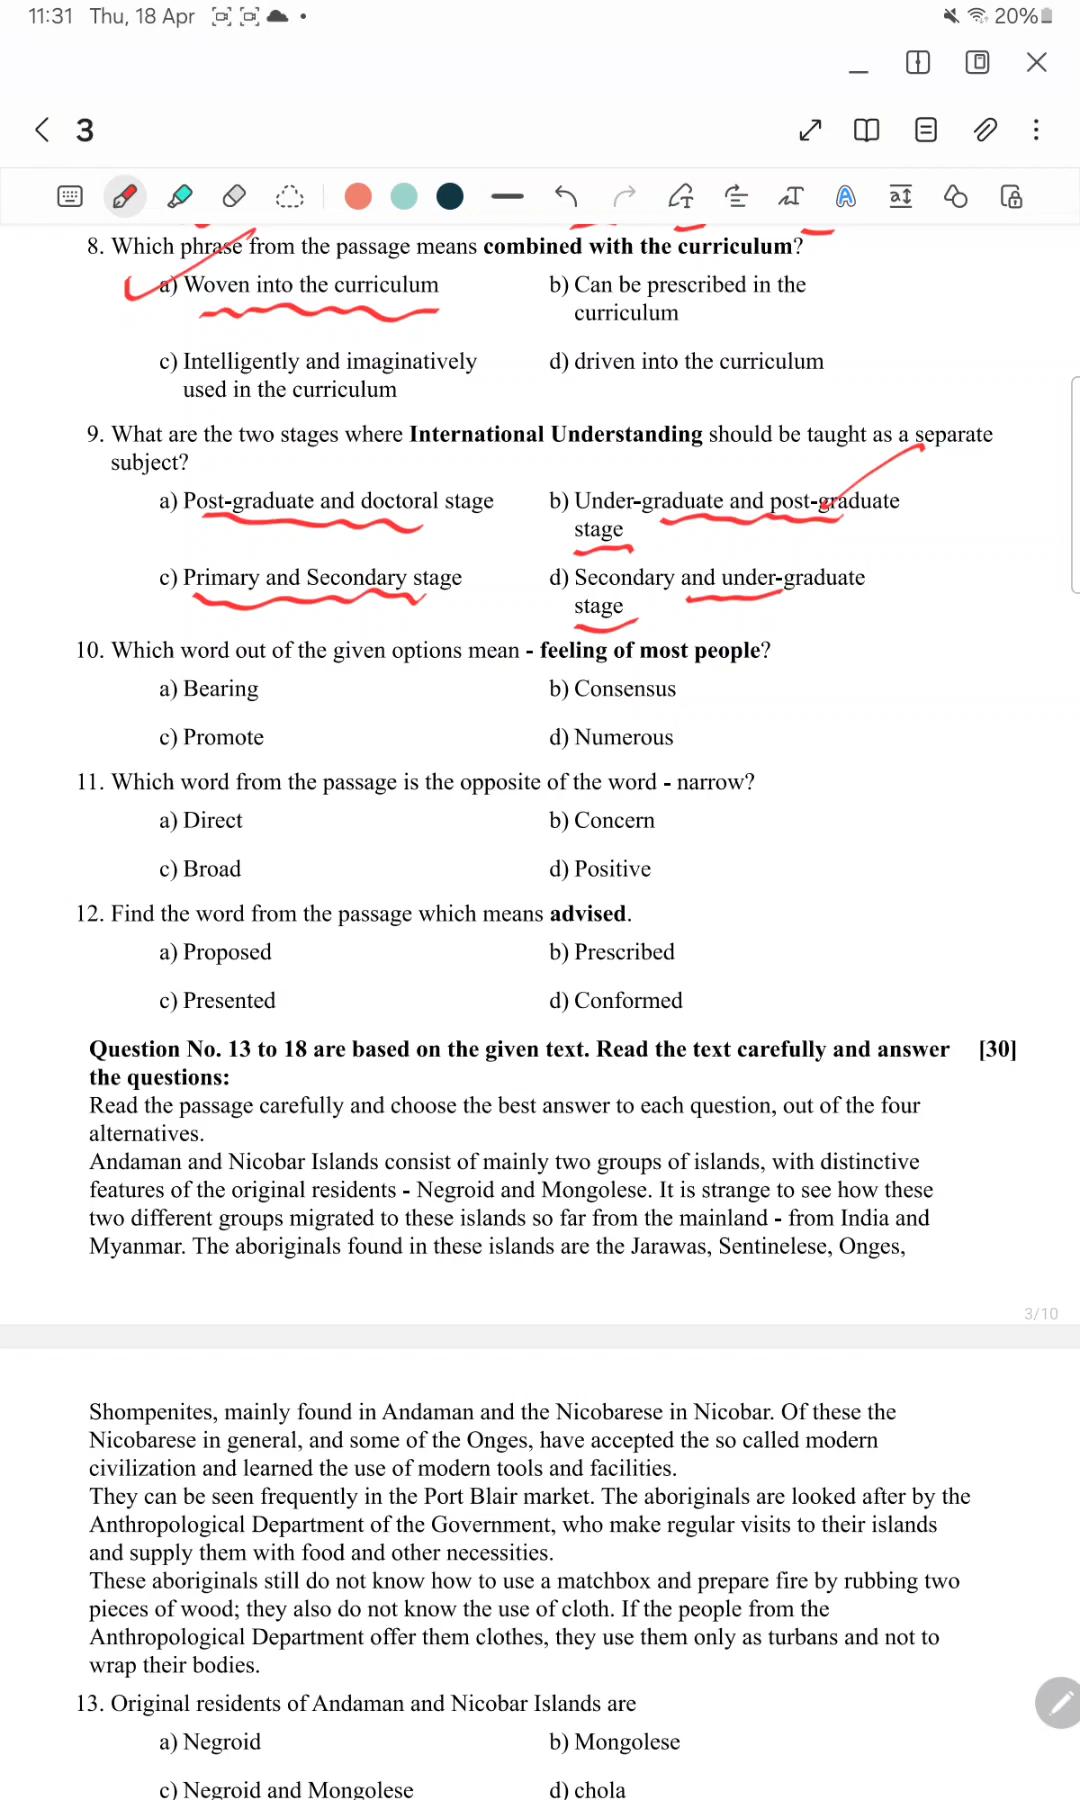 11:31 Thu, 18 Apr
20%
3
8. Which phrase from the passage means combined with the curriculum?
a) Woven into the curriculum
b) Can be prescribed in the
curriculum
c) Intelligently and imaginatively
used in the curriculum
d) driven into the curriculum
9. What are the two stages where International Understanding should be taught as a separate
subject?
a) Post-graduate and doctoral stage
b) Under-graduate and post-graduate
stage
c) Primary and Secondary stage
d) Secondary and under-graduate
stage
10. Which word out of the given options mean - feeling of most people?
a) Bearing
b) Consensus
c) Promote
d) Numerous
11. Which word from the passage is the opposite of the word - narrow?
a) Direct
b) Concern
c) Broad
d) Positive
12. Find the word from the passage which means advised.
a) Proposed
b) Prescribed
c) Presented
d) Conformed
Question No. 13 to 18 are based on the given text. Read the text carefully and answer [30]
the questions:
Read the passage carefully and choose the best answer to each question, out of the four
alternatives.
Andaman and Nicobar Islands consist of mainly two groups of islands, with distinctive
features of the original residents - Negroid and Mongolese. It is strange to see how these
two different groups migrated to these islands so far from the mainland - from India and
Myanmar. The aboriginals found in these islands are the Jarawas, Sentinelese, Onges,
3/10
Shompenites, mainly found in Andaman and the Nicobarese in Nicobar. Of these the
Nicobarese in general, and some of the Onges, have accepted the so called modern
civilization and learned the use of modern tools and facilities.
They can be seen frequently in the Port Blair market. The aboriginals are looked after by the
Anthropological Department of the Government, who make regular visits to their islands
and supply them with food and other necessities.
These aboriginals still do not know how to use a matchbox and prepare fire by rubbing two
pieces of wood; they also do not know the use of cloth. If the people from the
Anthropological Department offer them clothes, they use them only as turbans and not to
wrap their bodies.
13. Original residents of Andaman and Nicobar Islands are
a) Negroid
b) Mongolese
c) Negroid and Mongolese
d) chola